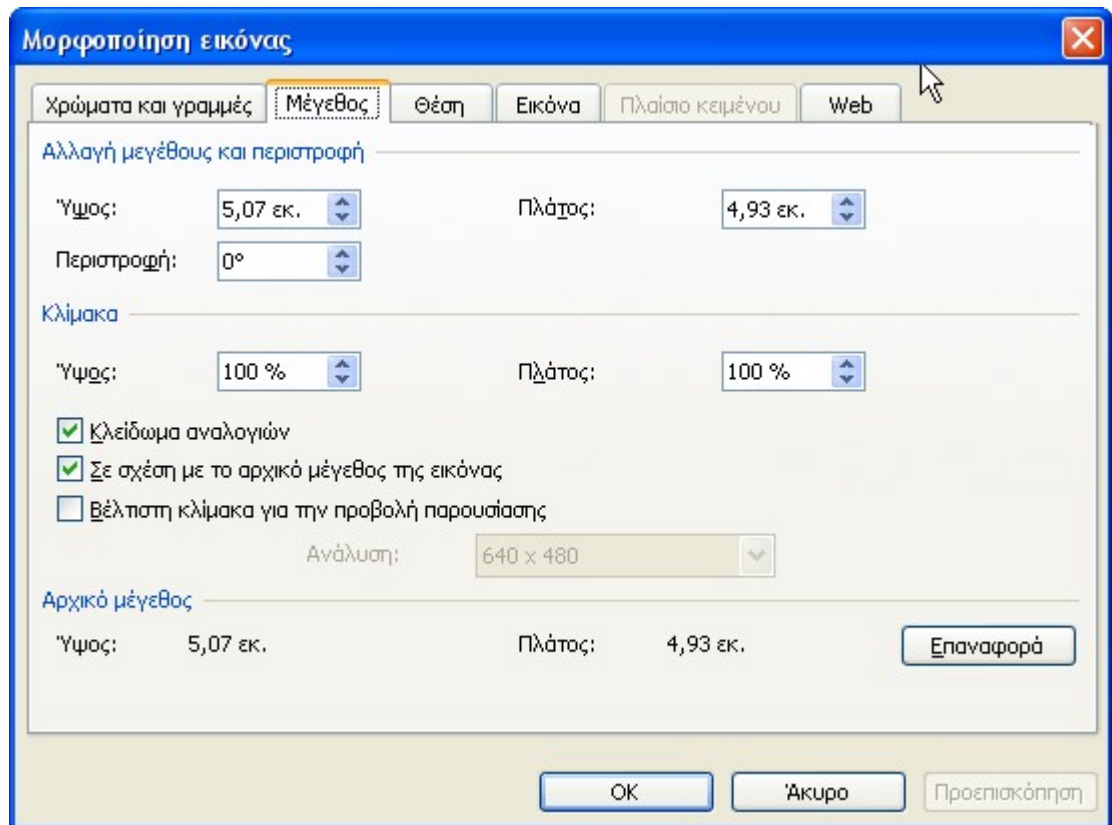 Μορφοποίηση εικόνας
Χρώματα και γραμμές Μέγεθος Θέση Εικόνα Πλαίσιο κειμένου Web
Αλλαγή μεγέθους και περιστροφή
Ύψος: 5,07 εκ. Πλάτος: 4,93 εκ.
Περιστροφή: 0°
Κλίμακα
Ύψος: 100 % Πλάτος: 100 %
Κλείδωμα αναλογιών
Σε σχέση με το αρχικό μέγεθος της εικόνας
Βέλτιστη κλίμακα για την προβολή παρουσίασης
Ανάλυση: 640 x 480
Αρχικό μέγεθος
Ύψος: 5,07 εκ. Πλάτος: 4,93 εκ. Επαναφορά
OK Άκυρο Προεπισκόπηση